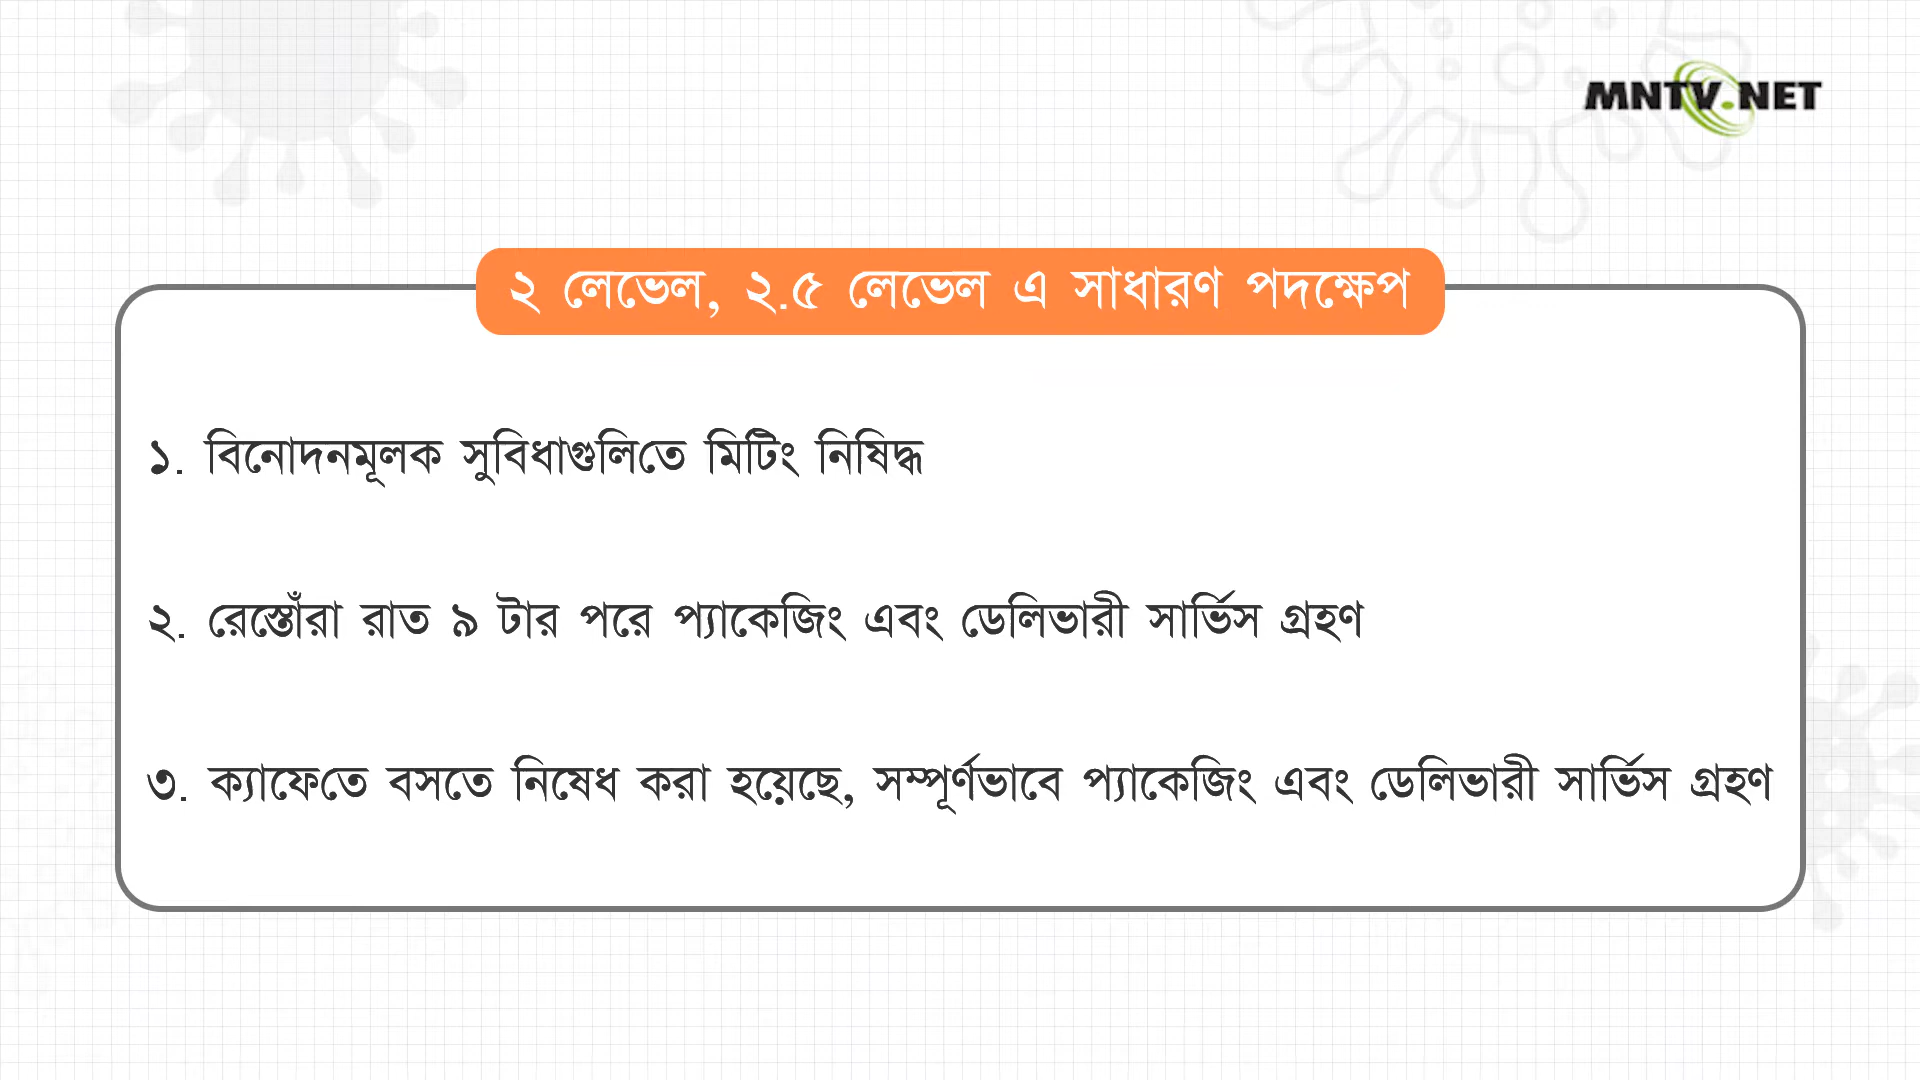 MNTV.NET
২ লেভেল, ২.৫ লেভেল এ সাধারণ পদক্ষেপ
১. বিনোদনমূলক সুবিধাগুলিতে মিটিং নিষিদ্ধ
২. রেস্তোঁরা রাত ৯ টার পরে প্যাকেজিং এবং ডেলিভারী সার্ভিস গ্রহণ
৩. ক্যাফেতে বসতে নিষেধ করা হয়েছে, সম্পূর্ণভাবে প্যাকেজিং এবং ডেলিভারী সার্ভিস গ্রহণ